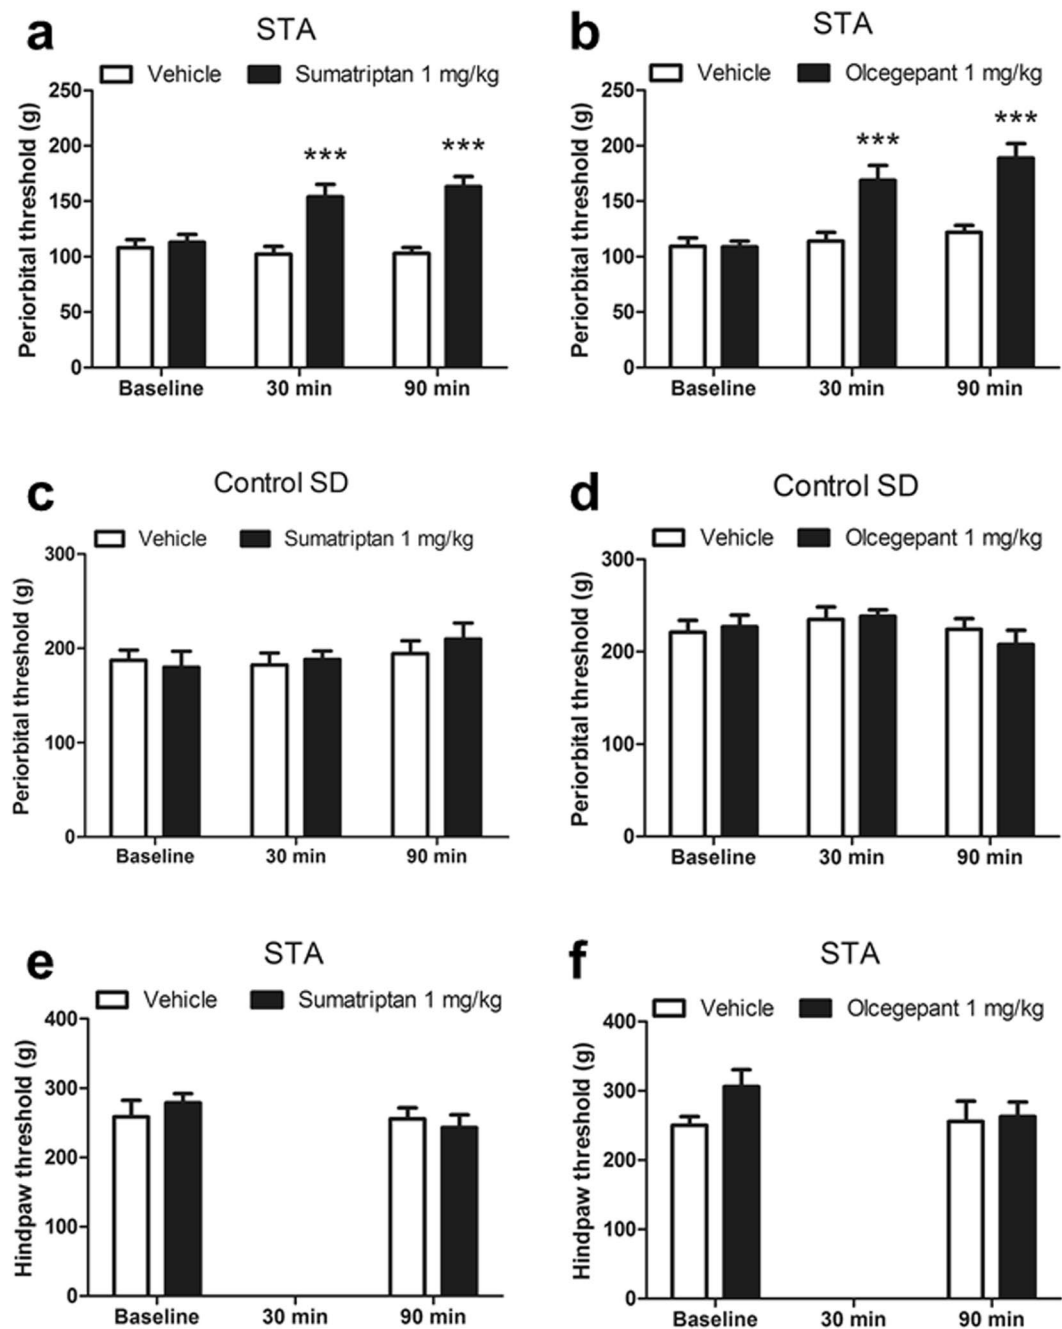 a
STA
Vehicle Sumatriptan 1 mg/kg
Periorbital threshold (g)
250
200
150
100
50
0
*** ***
Baseline 30 min 90 min
b
STA
Vehicle Olcegepant 1 mg/kg
Periorbital threshold (g)
250
200
150
100
50
0
*** ***
Baseline 30 min 90 min
c
Control SD
Vehicle Sumatriptan 1 mg/kg
Periorbital threshold (g)
300
200
100
0
Baseline 30 min 90 min
d
Control SD
Vehicle Olcegepant 1 mg/kg
Periorbital threshold (g)
300
200
100
0
Baseline 30 min 90 min
e
STA
Vehicle Sumatriptan 1 mg/kg
Hindpaw threshold (g)
400
300
200
100
0
Baseline 30 min 90 min
f
STA
Vehicle Olcegepant 1 mg/kg
Hindpaw threshold (g)
400
300
200
100
0
Baseline 30 min 90 min